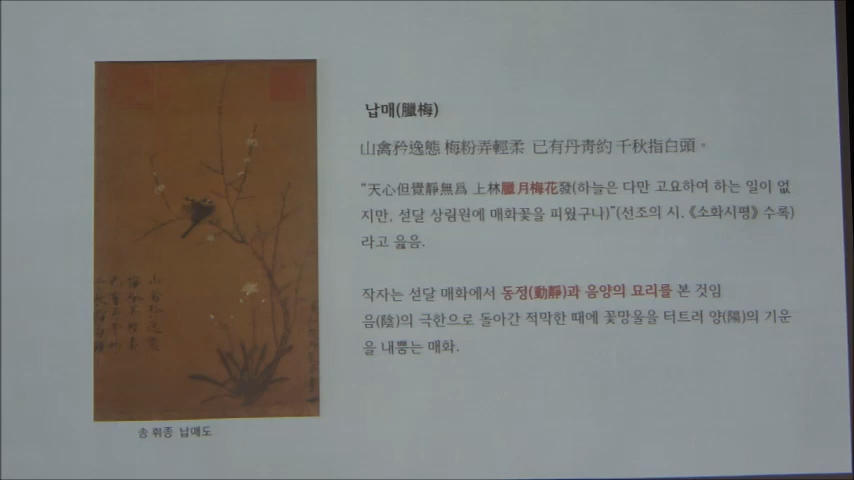 납매(臘梅)
山禽矜逸態 梅粉弄輕柔 已有丹靑約 千秋指白頭。
"天心但覺靜無爲 上林臘月梅花發(하늘은 다만 고요하여 하는 일이 없
지만, 섣달 상림원에 매화꽃을 피웠구나)"(선조의 시, 《소화시평》 수록)
라고 읊음.
작자는 섣달 매화에서 동정(動靜)과 음양의 묘리를 본 것임
음(陰)의 극한으로 돌아간 적막한 때에 꽃망울을 터트려 양(陽)의 기운
을 내뿜는 매화.
송 휘종 납매도